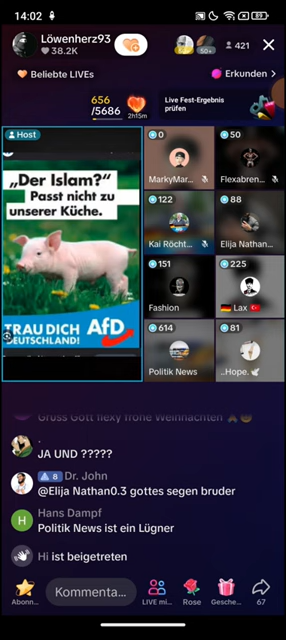 14:02
89
Löwenherz93
38.2K
50+
421
Beliebte LIVEs
Erkunden
656
/5686
2h15m
Live Fest-Ergebnis
prüfen
Host
„Der Islam?“
Passt nicht zu
unserer Küche.
TRAU DICH
DEUTSCHLAND!
AfD
0
MarkyMar...
50
Flexabren...
122
Kai Röcht...
88
Elija Nathan...
151
Fashion
225
Lax
614
Politik News
81
..Hope.
Gruss Gott flexy frohe Weihnachten
.
JA UND ?????
8 Dr. John
@Elija Nathan0.3 gottes segen bruder
H
Hans Dampf
Politik News ist ein Lügner
Hi ist beigetreten
Abonn...
Kommenta...
LIVE mi...
Rose
Gesche...
67